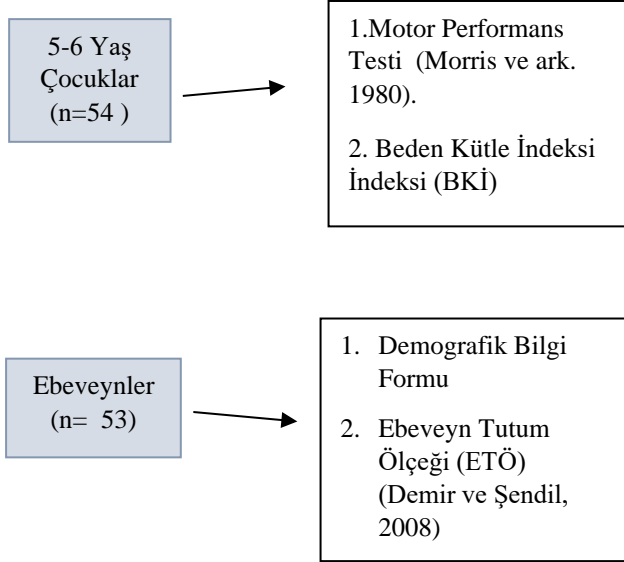 5-6 Yaş
Çocuklar
(n=54 )
1.Motor Performans
Testi (Morris ve ark.
1980).
2. Beden Kütle İndeksi
İndeksi (BKİ)
Ebeveynler
(n= 53)
1. Demografik Bilgi
Formu
2. Ebeveyn Tutum
Ölçeği (ETÖ)
(Demir ve Şendil,
2008)